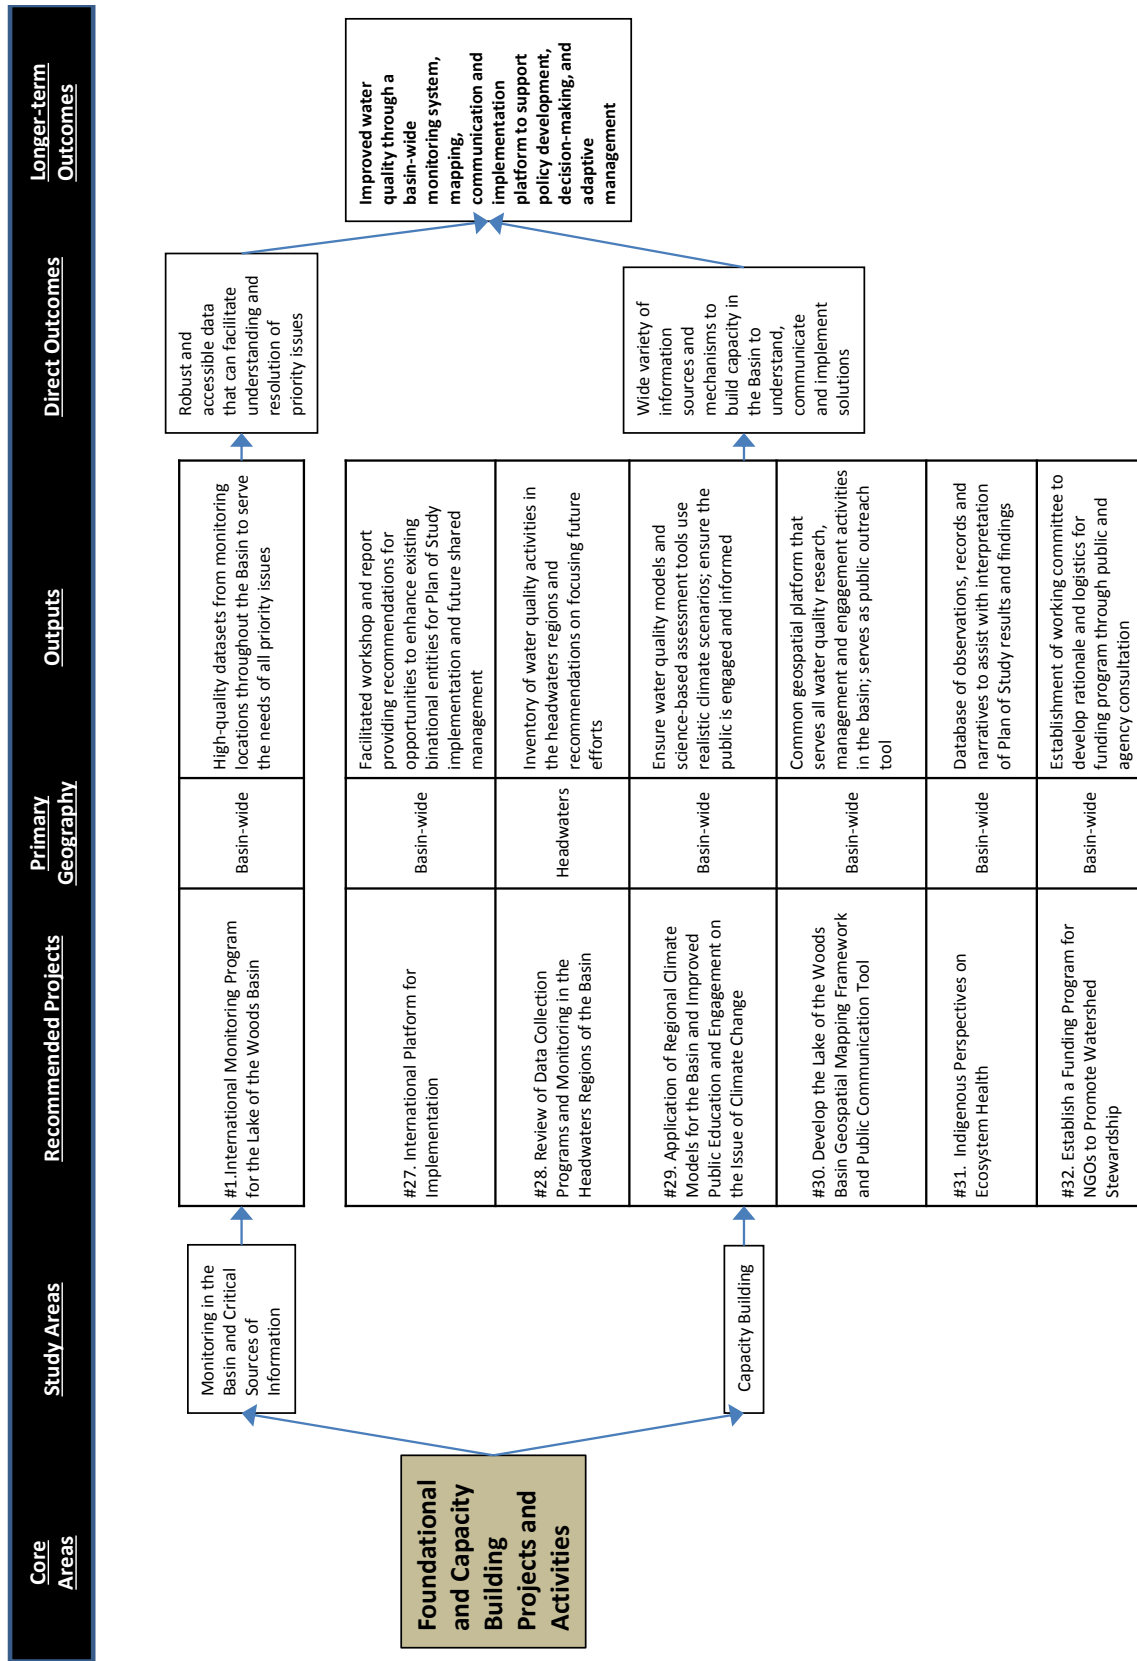 Core
Areas
Study Areas
Recommended Projects
Primary
Geography
Outputs
Direct Outcomes
Longer-term
Outcomes
Foundational
and Capacity
Building
Projects and
Activities
Monitoring in the
Basin and Critical
Sources of
Information
#1.International Monitoring Program
for the Lake of the Woods Basin
Basin-wide
High-quality datasets from monitoring
locations throughout the Basin to serve
the needs of all priority issues
Robust and
accessible data
that can facilitate
understanding and
resolution of
priority issues
Capacity Building
#27. International Platform for
Implementation
Basin-wide
Facilitated workshop and report
providing recommendations for
opportunities to enhance existing
binational entities for Plan of Study
implementation and future shared
management
#28. Review of Data Collection
Programs and Monitoring in the
Headwaters Regions of the Basin
Headwaters
Inventory of water quality activities in
the headwaters regions and
recommendations on focusing future
efforts
#29. Application of Regional Climate
Models for the Basin and Improved
Public Education and Engagement on
the Issue of Climate Change
Basin-wide
Ensure water quality models and
science-based assessment tools use
realistic climate scenarios; ensure the
public is engaged and informed
#30. Develop the Lake of the Woods
Basin Geospatial Mapping Framework
and Public Communication Tool
Basin-wide
Common geospatial platform that
serves all water quality research,
management and engagement activities
in the basin; serves as public outreach
tool
#31. Indigenous Perspectives on
Ecosystem Health
Basin-wide
Database of observations, records and
narratives to assist with interpretation
of Plan of Study results and findings
#32. Establish a Funding Program for
NGOs to Promote Watershed
Stewardship
Basin-wide
Establishment of working committee to
develop rationale and logistics for
funding program through public and
agency consultation
Wide variety of
information
sources and
mechanisms to
build capacity in
the Basin to
understand,
communicate
and implement
solutions
Improved water
quality through a
basin-wide
monitoring system,
mapping,
communication and
implementation
platform to support
policy development,
decision-making, and
adaptive
management